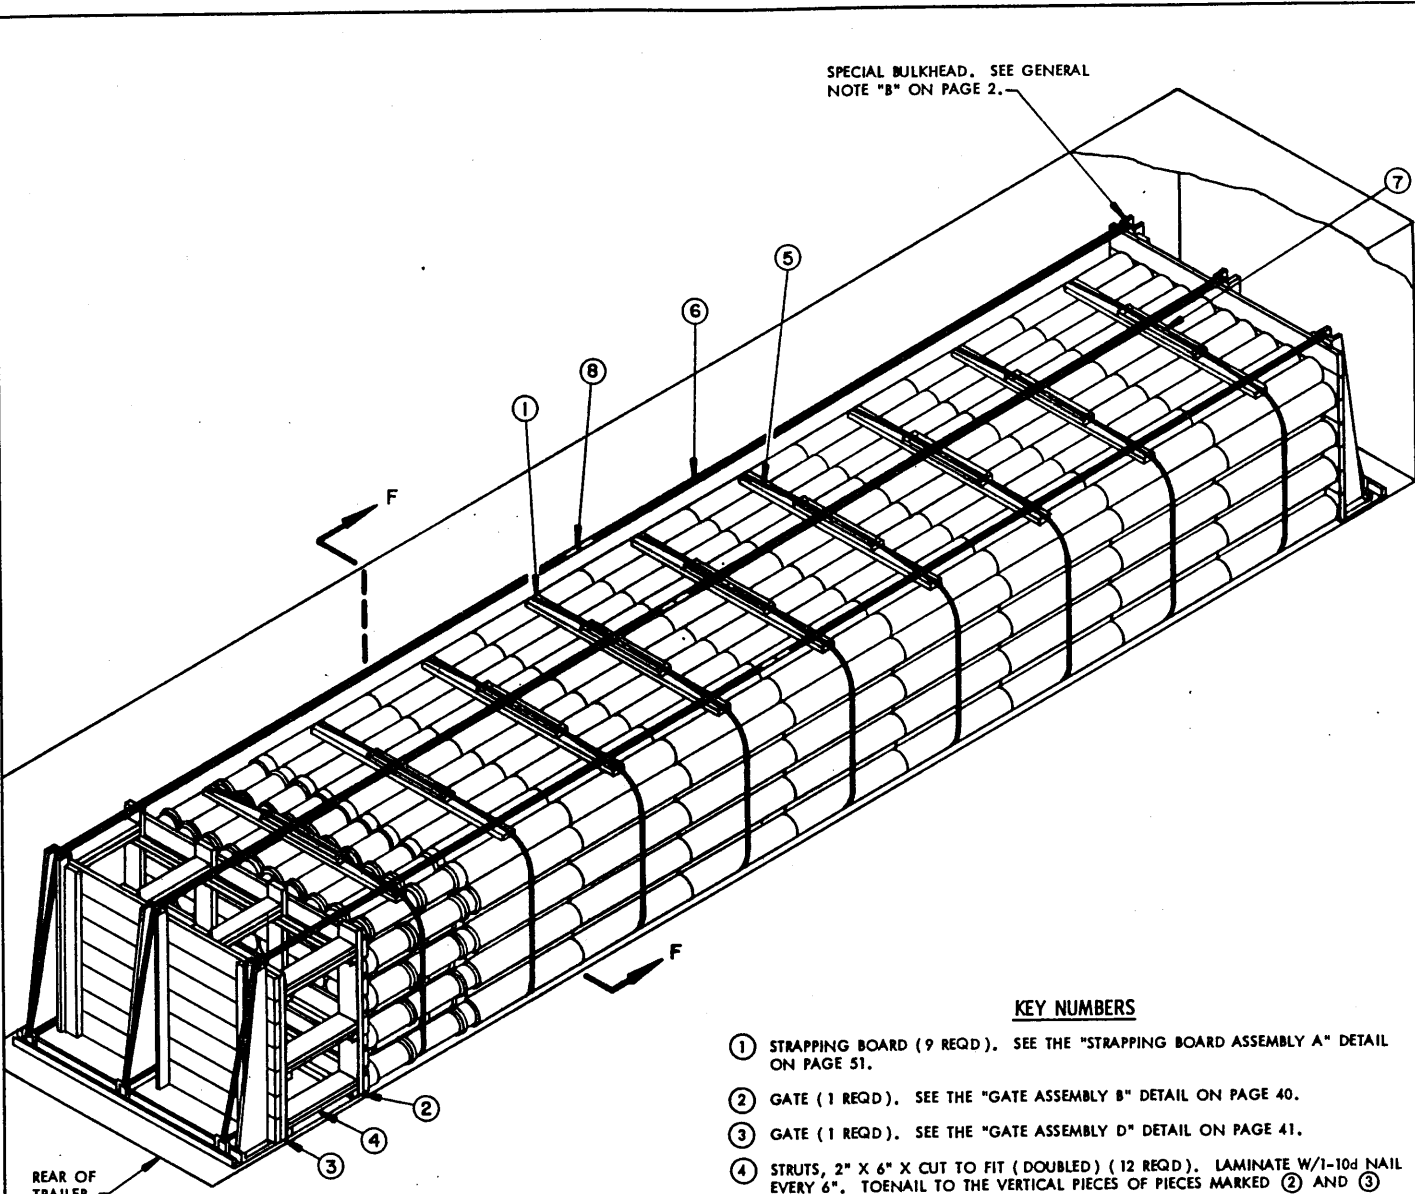 SPECIAL BULKHEAD. SEE GENERAL
NOTE "B" ON PAGE 2.
7
5
6
8
1
F
F
2
4
3
REAR OF
TRAILER
KEY NUMBERS
1 STRAPPING BOARD (9 REQD). SEE THE "STRAPPING BOARD ASSEMBLY A" DETAIL
ON PAGE 51.
2 GATE (1 REQD). SEE THE "GATE ASSEMBLY B" DETAIL ON PAGE 40.
3 GATE (1 REQD). SEE THE "GATE ASSEMBLY D" DETAIL ON PAGE 41.
4 STRUTS, 2" X 6" X CUT TO FIT (DOUBLED) (12 REQD). LAMINATE W/1-10d NAIL
EVERY 6". TOENAIL TO THE VERTICAL PIECES OF PIECES MARKED 2 AND 3